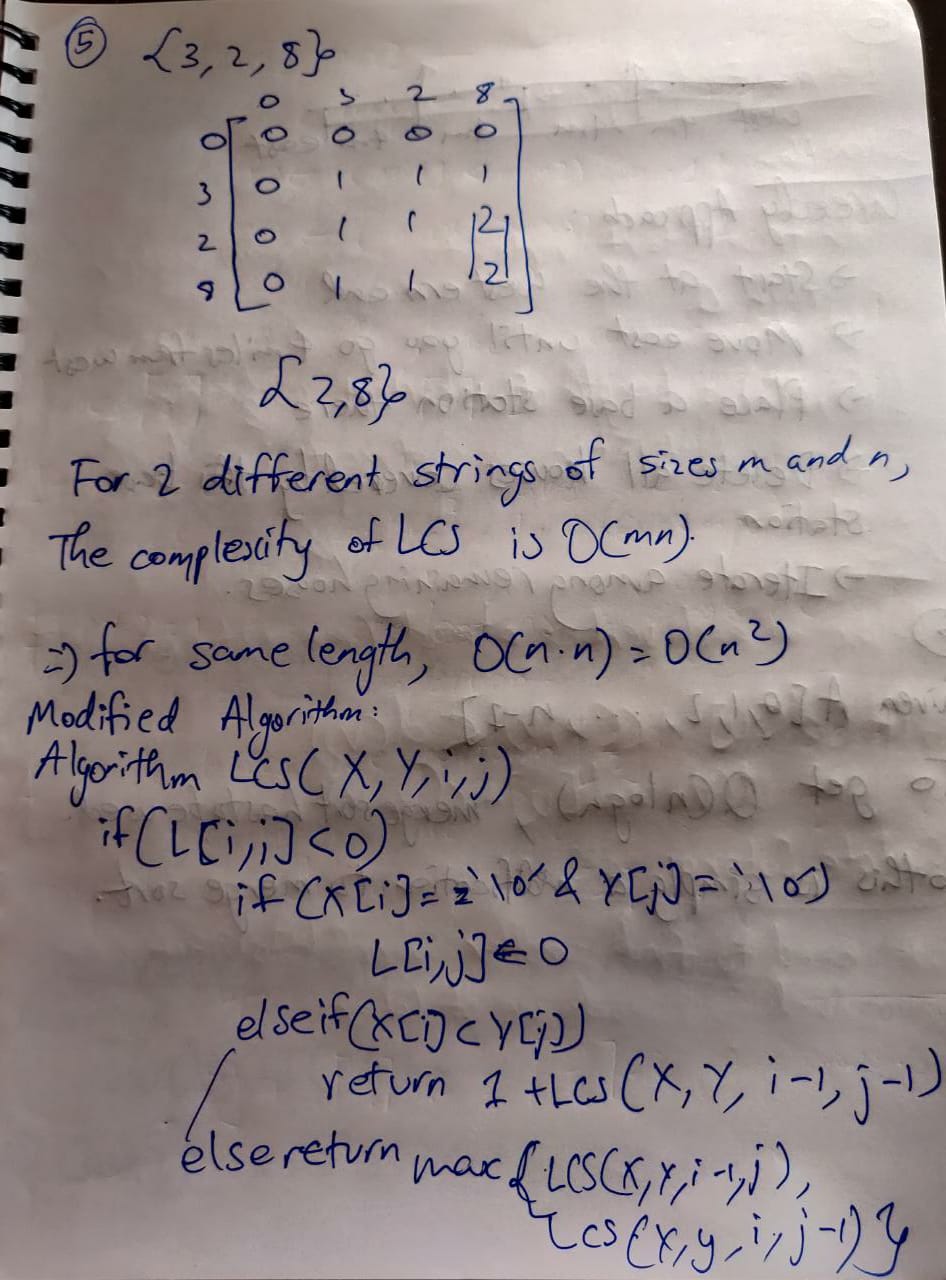 ⑤ {3, 2, 8}
0 3 2 8
0 0 0 0 0
3 0 1 1 1
2 0 1 1 2
8 0 1 1 2
{2,8}
For 2 different strings of sizes m and n,
The complexity of LCS is O(mn).
=) for same length, O(n·n) = O(n²)
Modified Algorithm:
Algorithm LCS(X, Y, i, j)
if(L[i,j] < 0)
if (X[i] == '\0' & Y[j] = '\0')
L[i,j] ← 0
elseif(X[i] < Y[j])
return 1 + LCS(X, Y, i-1, j-1)
else return max{LCS(X,Y,i-1,j),
LCS(X,y,i,j-1)}